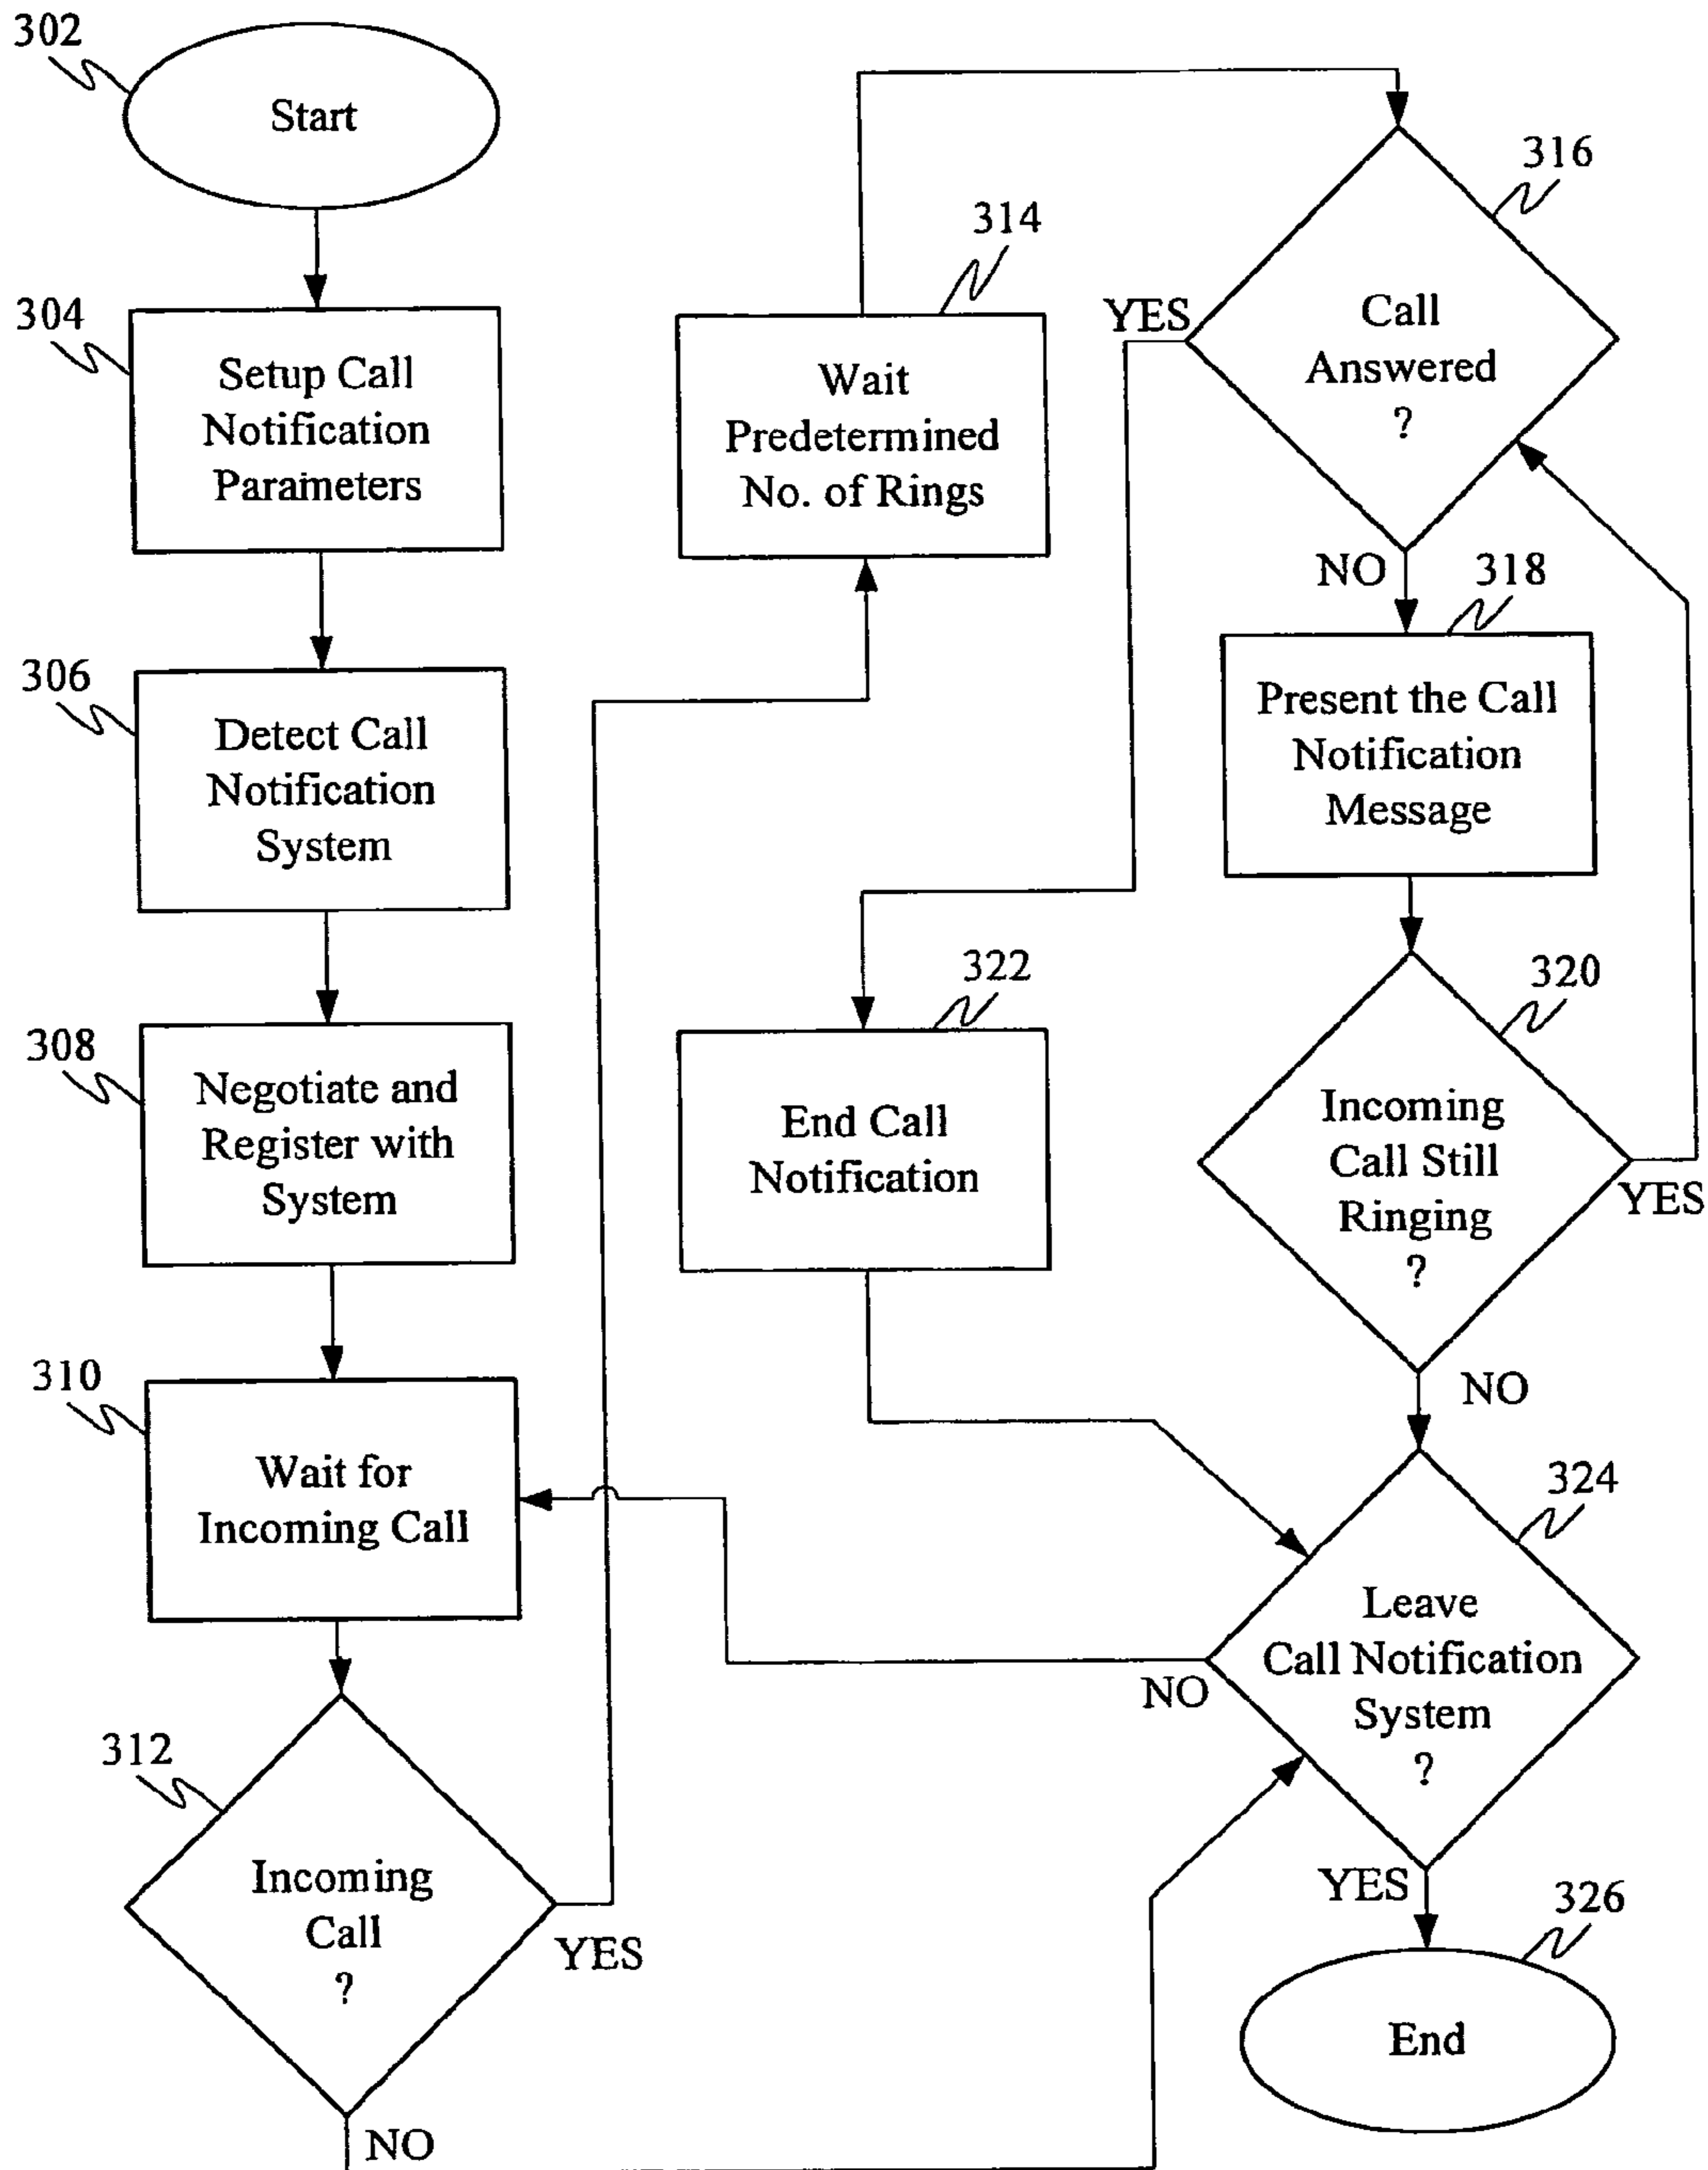 302
Start
304
Setup Call
Notification
Parameters
306
Detect Call
Notification
System
308
Negotiate and
Register with
System
310
Wait for
Incoming Call
312
Incoming
Call
?
YES
NO
314
Wait
Predetermined
No. of Rings
316
Call
Answered
?
YES
NO
318
Present the Call
Notification
Message
320
Incoming
Call Still
Ringing
?
YES
NO
322
End Call
Notification
324
Leave
Call Notification
System
?
NO
YES
326
End